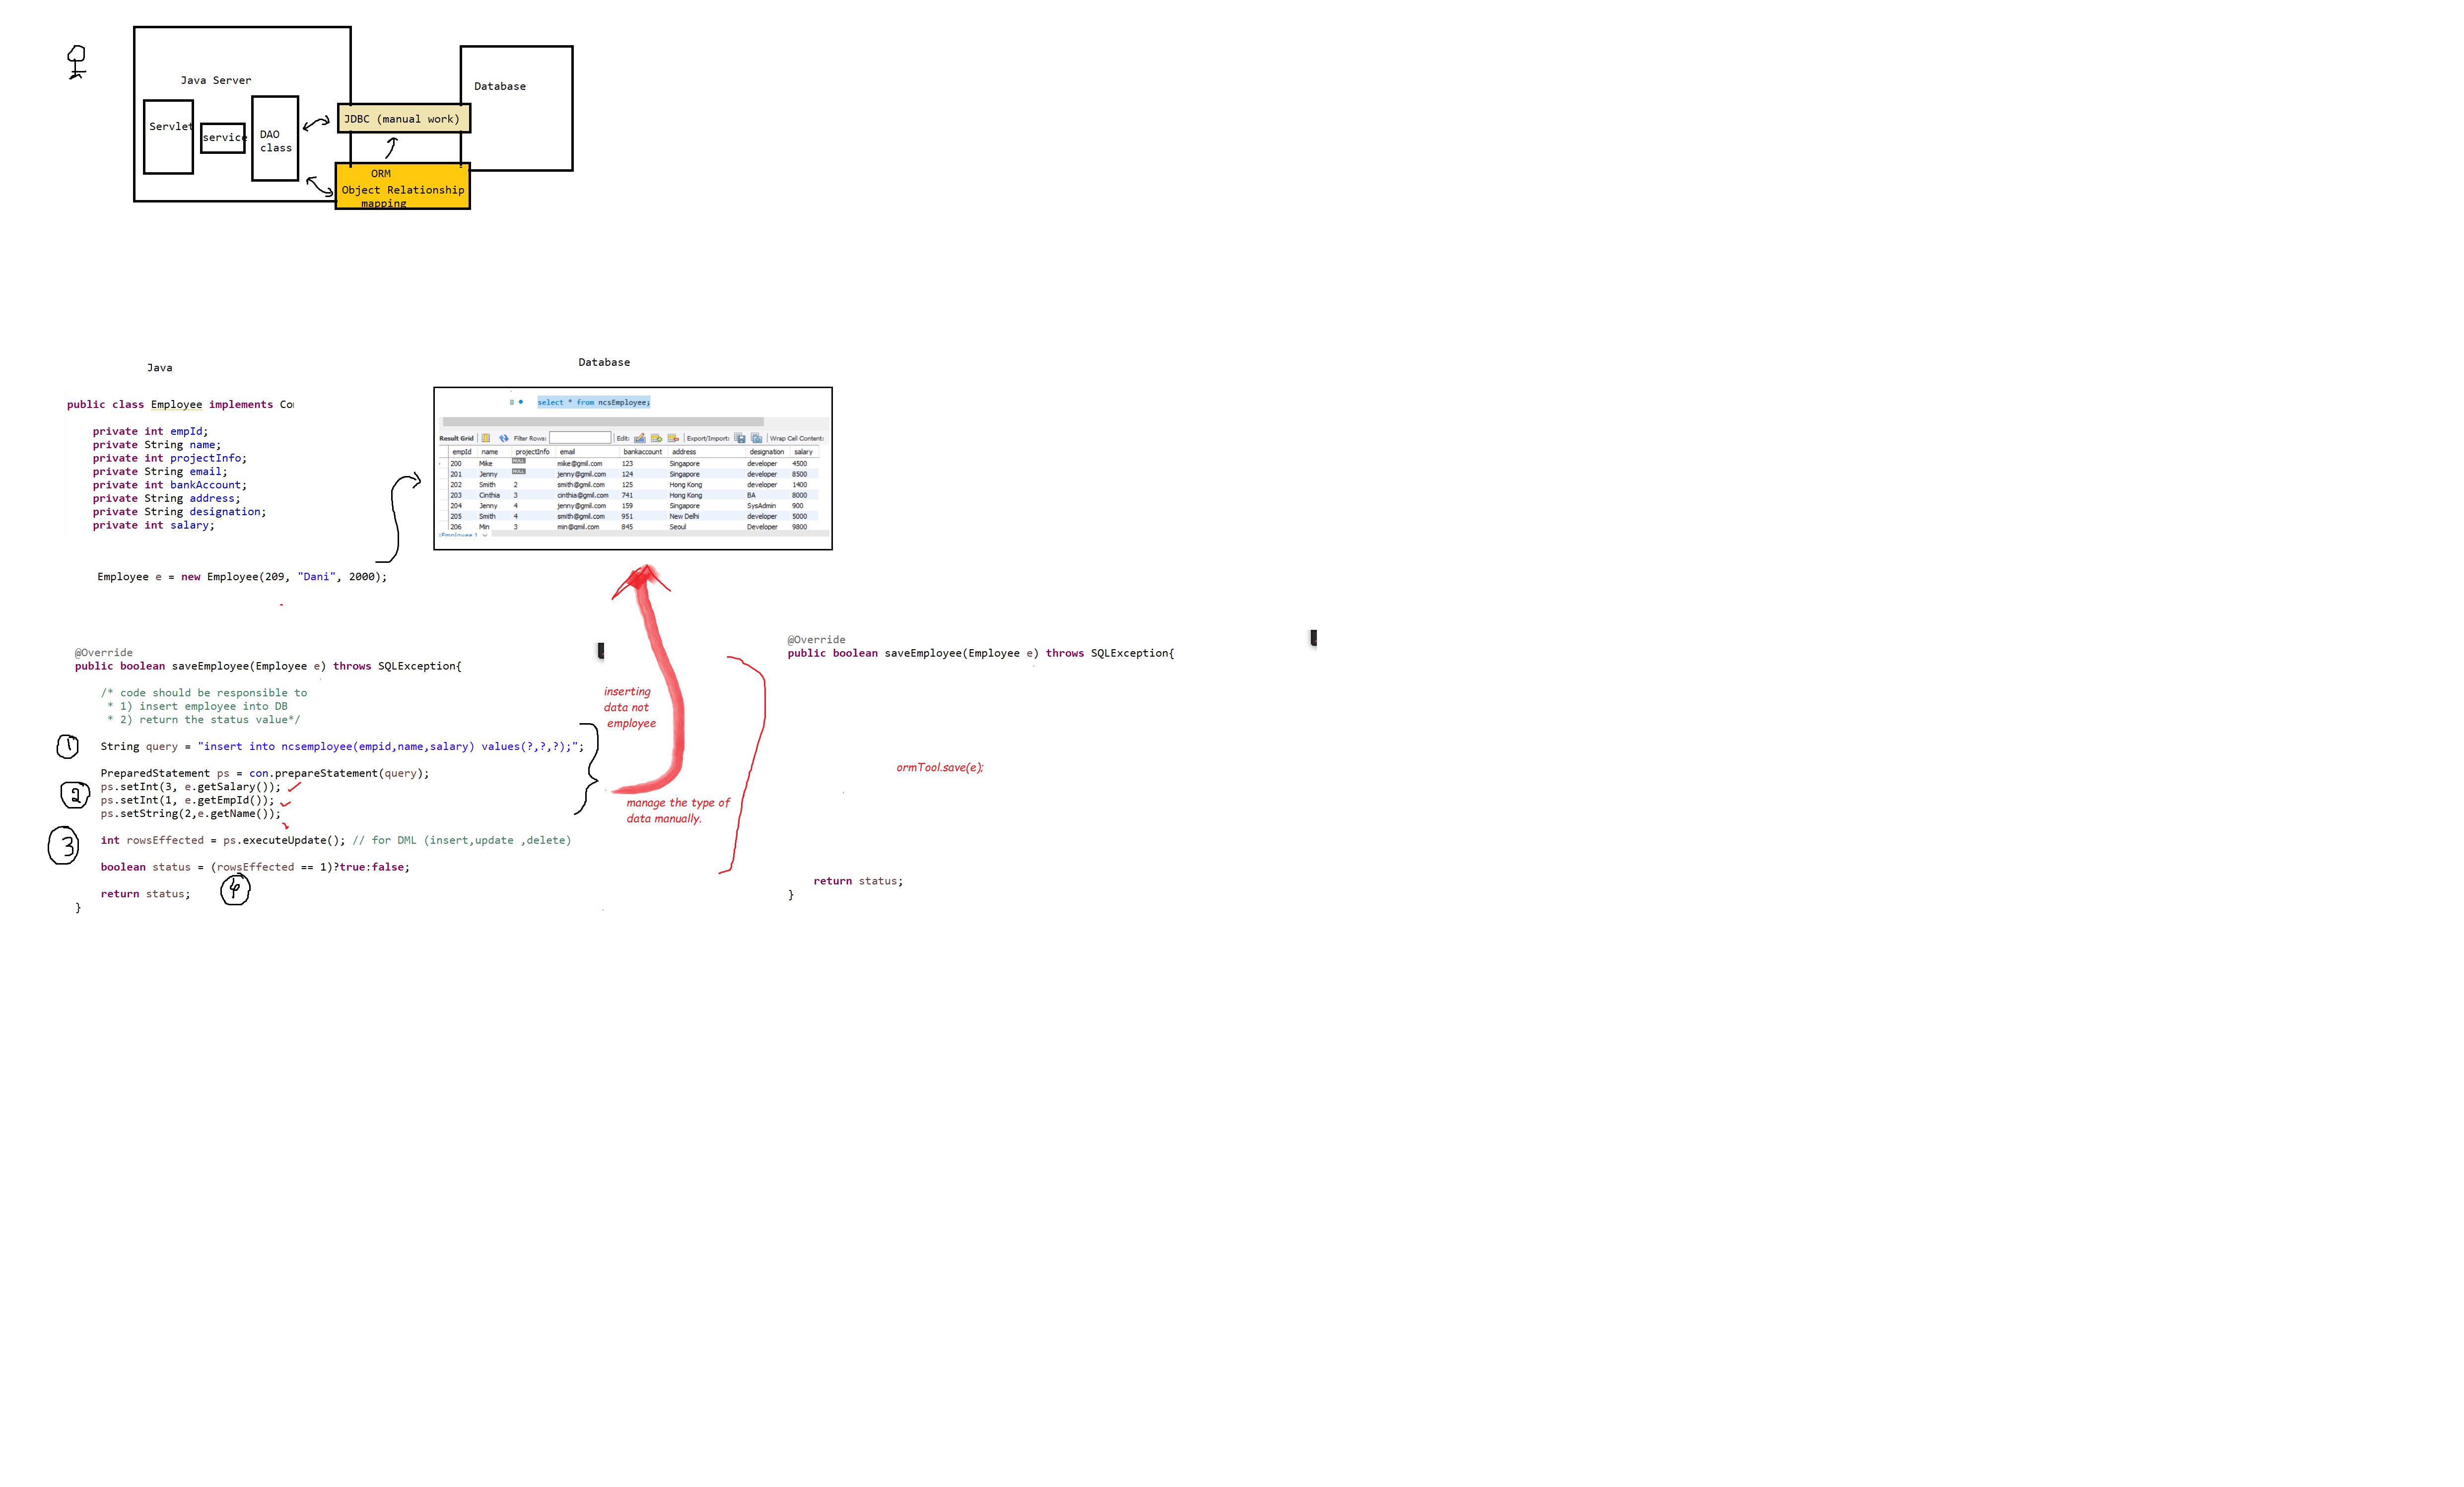 Java Server
Database
Servlet
service
DAO
class
JDBC (manual work)
ORM
Object Relationship
mapping
Java
Database
public class Employee implements Co
private int empId;
private String name;
private int projectInfo;
private String email;
private int bankAccount;
private String address;
private String designation;
private int salary;
Employee e = new Employee(209, "Dani", 2000);
8
select * from ncsEmployee;
Result Grid Filter Rows: Edit: Export/Import: Wrap Cell Content:
empId name projectInfo email bankaccount address designation salary
200 Mike NULL mike@gmil.com 123 Singapore developer 4500
201 Jenny NULL jenny@gmil.com 124 Singapore developer 8500
202 Smith 2 smith@gmil.com 125 Hong Kong developer 1400
203 Cinthia 3 cinthia@gmil.com 741 Hong Kong BA 8000
204 Jenny 4 jenny@gmil.com 159 Singapore SysAdmin 900
205 Smith 4 smith@gmil.com 951 New Delhi developer 5000
206 Min 3 min@gmil.com 845 Seoul Developer 9800
Employee 1
@Override
public boolean saveEmployee(Employee e) throws SQLException{
/* code should be responsible to
* 1) insert employee into DB
* 2) return the status value*/
1
String query = "insert into ncsemployee(empid,name,salary) values(?,?,?);";
PreparedStatement ps = con.prepareStatement(query);
2
ps.setInt(3, e.getSalary());
ps.setInt(1, e.getEmpId());
ps.setString(2,e.getName());
3
int rowsEffected = ps.executeUpdate(); // for DML (insert,update ,delete)
boolean status = (rowsEffected == 1)?true:false;
return status;
4
}
inserting
data not
employee
manage the type of
data manually.
@Override
public boolean saveEmployee(Employee e) throws SQLException{
ormTool.save(e);
return status;
}